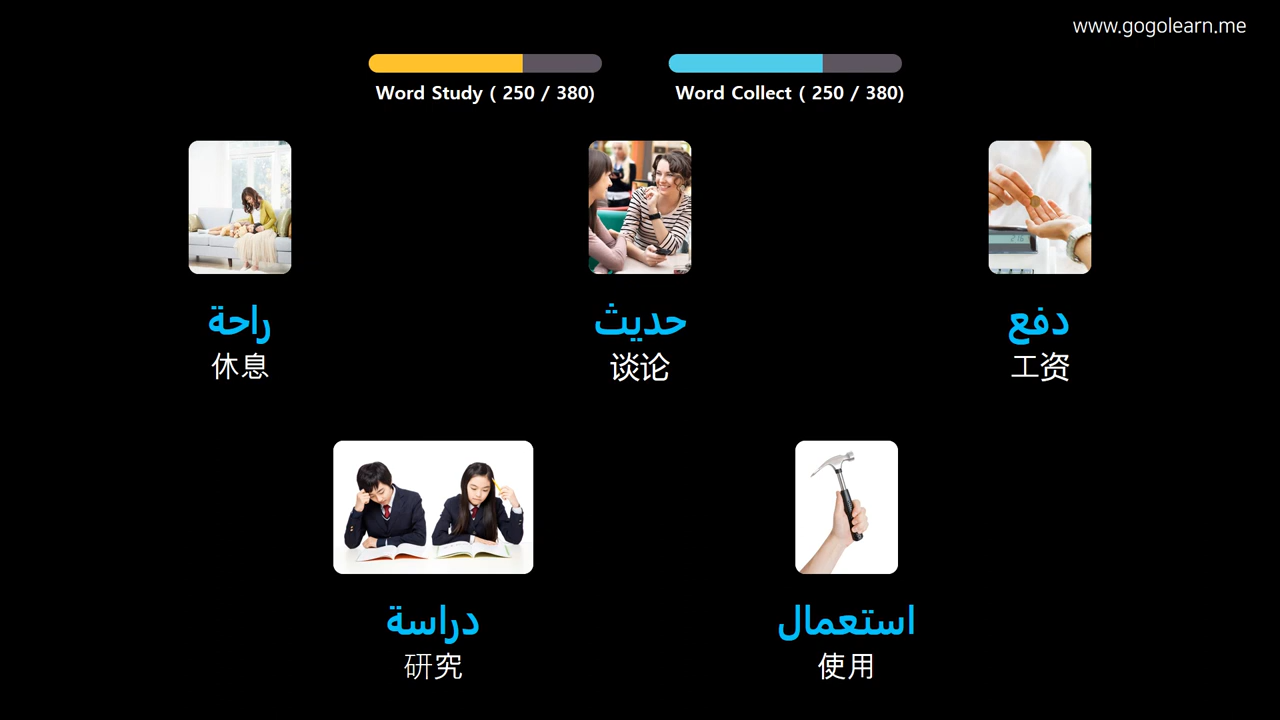 www.gogolearn.me
Word Study ( 250 / 380)
Word Collect ( 250 / 380)
راحة
休息
حديث
谈论
دفع
工资
دراسة
研究
استعمال
使用